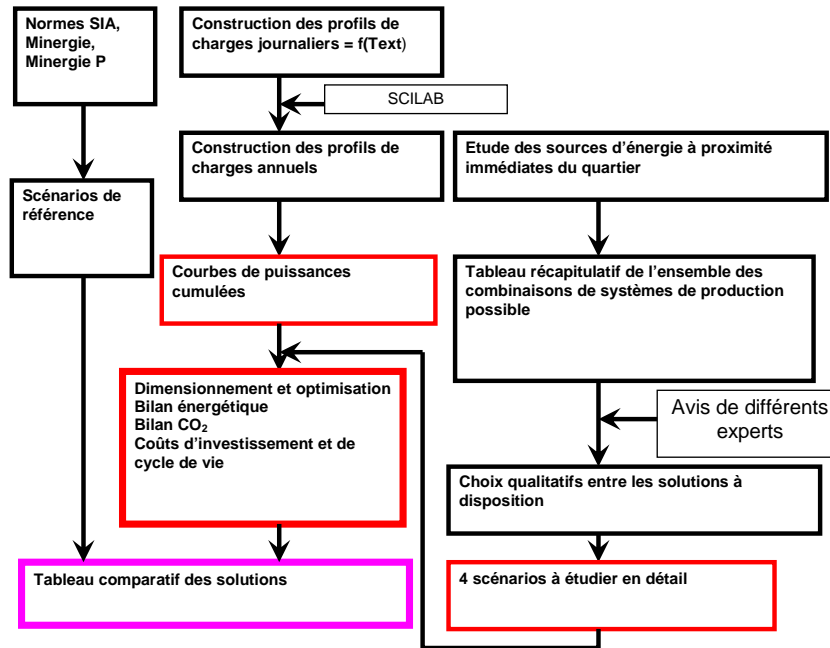 Normes SIA,
Minergie,
Minergie P
Construction des profils de
charges journaliers = f(Text)
SCILAB
Construction des profils de
charges annuels
Etude des sources d'énergie à proximité
immédiates du quartier
Scénarios de
référence
Courbes de puissances
cumulées
Tableau récapitulatif de l'ensemble des
combinaisons de systèmes de production
possible
Dimensionnement et optimisation
Bilan énergétique
Bilan CO₂
Coûts d'investissement et de
cycle de vie
Avis de différents
experts
Choix qualitatifs entre les solutions à
disposition
Tableau comparatif des solutions
4 scénarios à étudier en détail